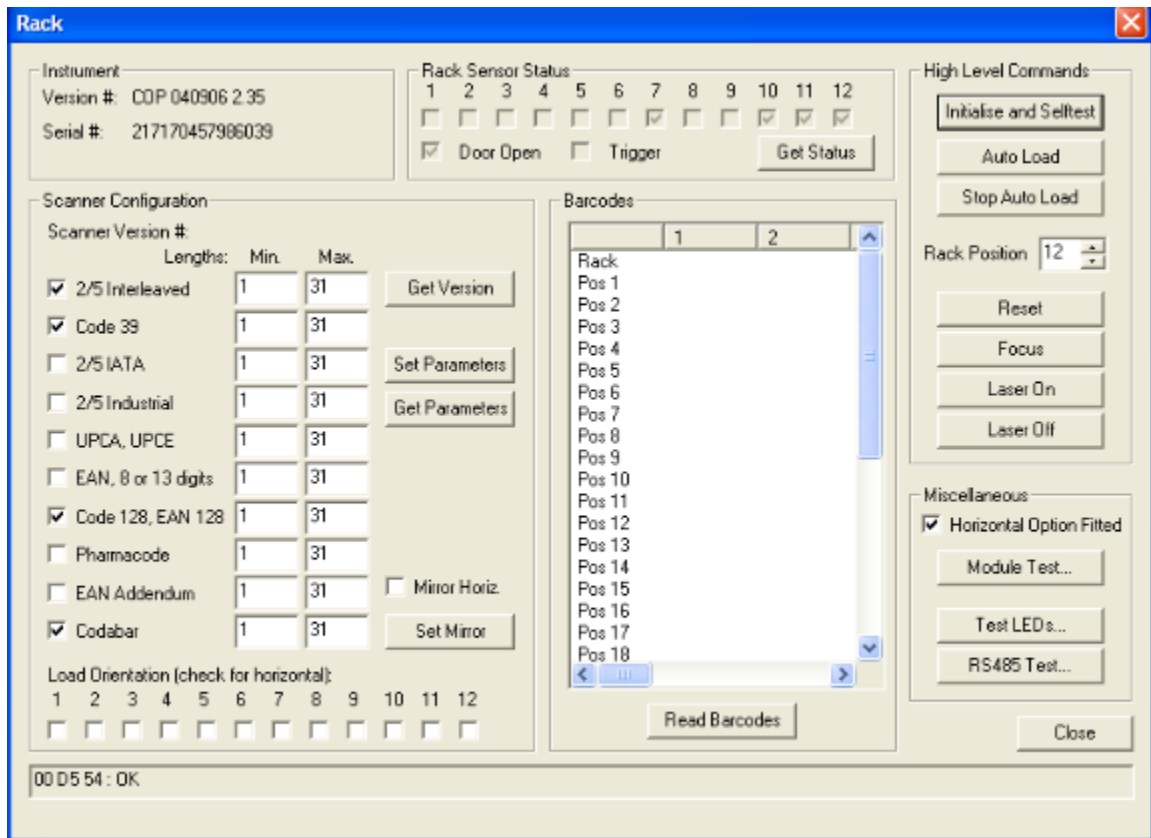 Rack
Instrument
Version #: COP 040906 2.35
Serial #: 217170457986039
Rack Sensor Status
1 2 3 4 5 6 7 8 9 10 11 12
Door Open Trigger Get Status
High Level Commands
Initialise and Selftest
Auto Load
Stop Auto Load
Rack Position 12
Reset
Focus
Laser On
Laser Off
Scanner Configuration
Scanner Version #:
Lengths: Min. Max.
2/5 Interleaved 1 31 Get Version
Code 39 1 31
2/5 IATA 1 31 Set Parameters
2/5 Industrial 1 31 Get Parameters
UPCA, UPCE 1 31
EAN, 8 or 13 digits 1 31
Code 128, EAN 128 1 31
Pharmacode 1 31
EAN Addendum 1 31 Mirror Horiz.
Codabar 1 31 Set Mirror
Load Orientation (check for horizontal):
1 2 3 4 5 6 7 8 9 10 11 12
Barcodes
1 2
Rack
Pos 1
Pos 2
Pos 3
Pos 4
Pos 5
Pos 6
Pos 7
Pos 8
Pos 9
Pos 10
Pos 11
Pos 12
Pos 13
Pos 14
Pos 15
Pos 16
Pos 17
Pos 18
Read Barcodes
Miscellaneous
Horizontal Option Fitted
Module Test...
Test LEDs...
RS485 Test...
Close
00 D5 54 : OK